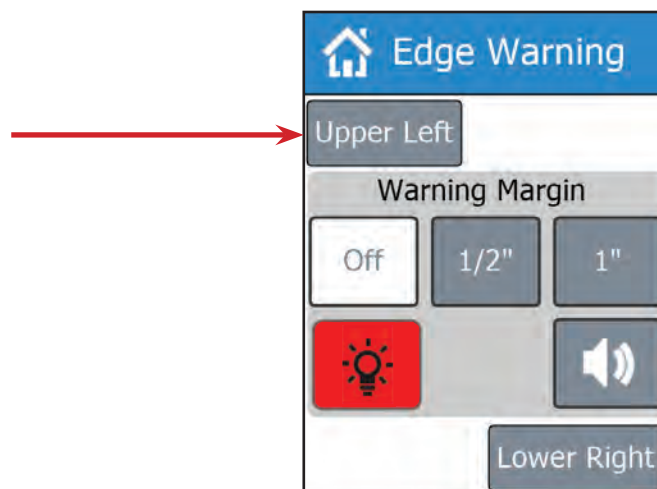 Edge Warning
Upper Left
Warning Margin
Off 1/2" 1"
Lower Right